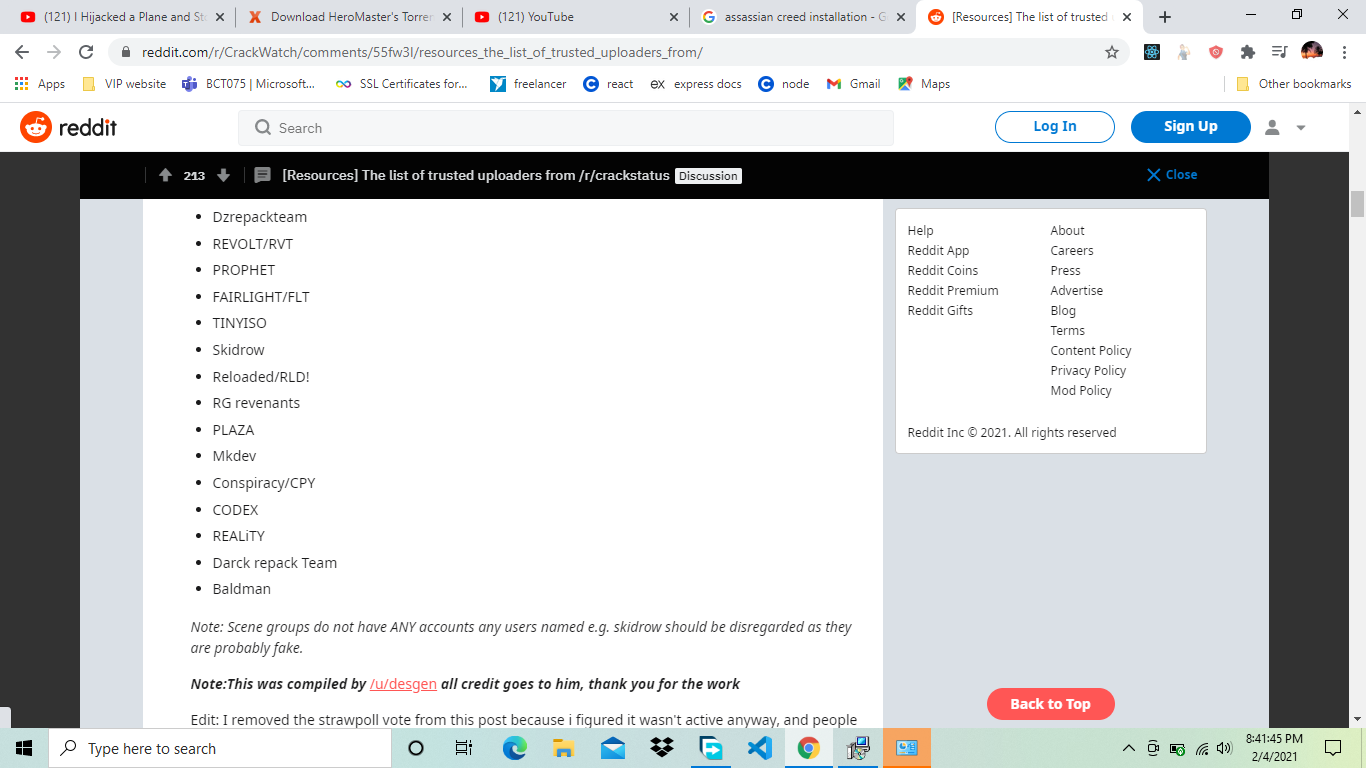 (121) I Hijacked a Plane and Sta
Download HeroMaster's Torren
(121) YouTube
assassian creed installation - G
[Resources] The list of trusted u
reddit.com/r/CrackWatch/comments/55fw3l/resources_the_list_of_trusted_uploaders_from/
Apps
VIP website
BCT075 | Microsoft...
SSL Certificates for...
freelancer
react
ex express docs
node
Gmail
Maps
Other bookmarks
reddit
Search
Log In
Sign Up
213
[Resources] The list of trusted uploaders from /r/crackstatus
Discussion
Close
Dzrepackteam
REVOLT/RVT
PROPHET
FAIRLIGHT/FLT
TINYISO
Skidrow
Reloaded/RLD!
RG revenants
PLAZA
Mkdev
Conspiracy/CPY
CODEX
REALiTY
Darck repack Team
Baldman
Note: Scene groups do not have ANY accounts any users named e.g. skidrow should be disregarded as they
are probably fake.
Note:This was compiled by /u/desgen all credit goes to him, thank you for the work
Edit: I removed the strawpoll vote from this post because i figured it wasn't active anyway, and people
Help
Reddit App
Reddit Coins
Reddit Premium
Reddit Gifts
About
Careers
Press
Advertise
Blog
Terms
Content Policy
Privacy Policy
Mod Policy
Reddit Inc © 2021. All rights reserved
Back to Top
Type here to search
8:41:45 PM
2/4/2021